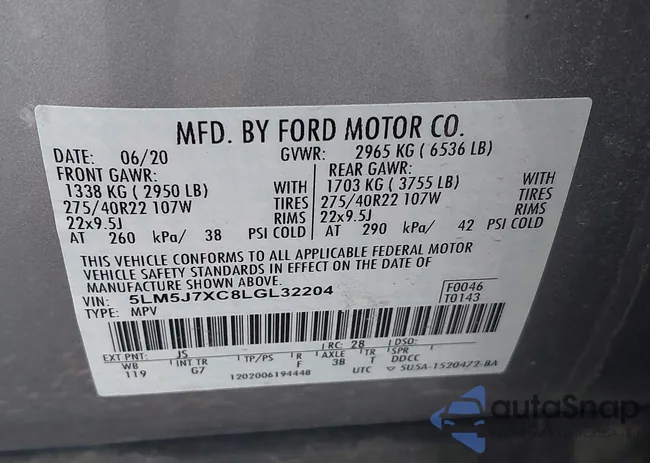 MFD. BY FORD MOTOR CO.
DATE: 06/20 GVWR: 2965 KG ( 6536 LB)
FRONT GAWR: REAR GAWR:
1338 KG ( 2950 LB) WITH 1703 KG ( 3755 LB) WITH
275/40R22 107W TIRES 275/40R22 107W TIRES
22x9.5J RIMS 22x9.5J RIMS
AT 260 kPa/ 38 PSI COLD AT 290 kPa/ 42 PSI COLD
THIS VEHICLE CONFORMS TO ALL APPLICABLE FEDERAL MOTOR
VEHICLE SAFETY STANDARDS IN EFFECT ON THE DATE OF
MANUFACTURE SHOWN ABOVE.
VIN: 5LM5J7XC8LGL32204 F0046
TYPE: MPV T0143
EXT PNT: JS RC: 28 DSO:
WB INT TR TP/PS R AXLE TR SPR
119 G7 F 3B T DDCC
1202006194448 UTC 5U5A-1520472-BA
autoSnap